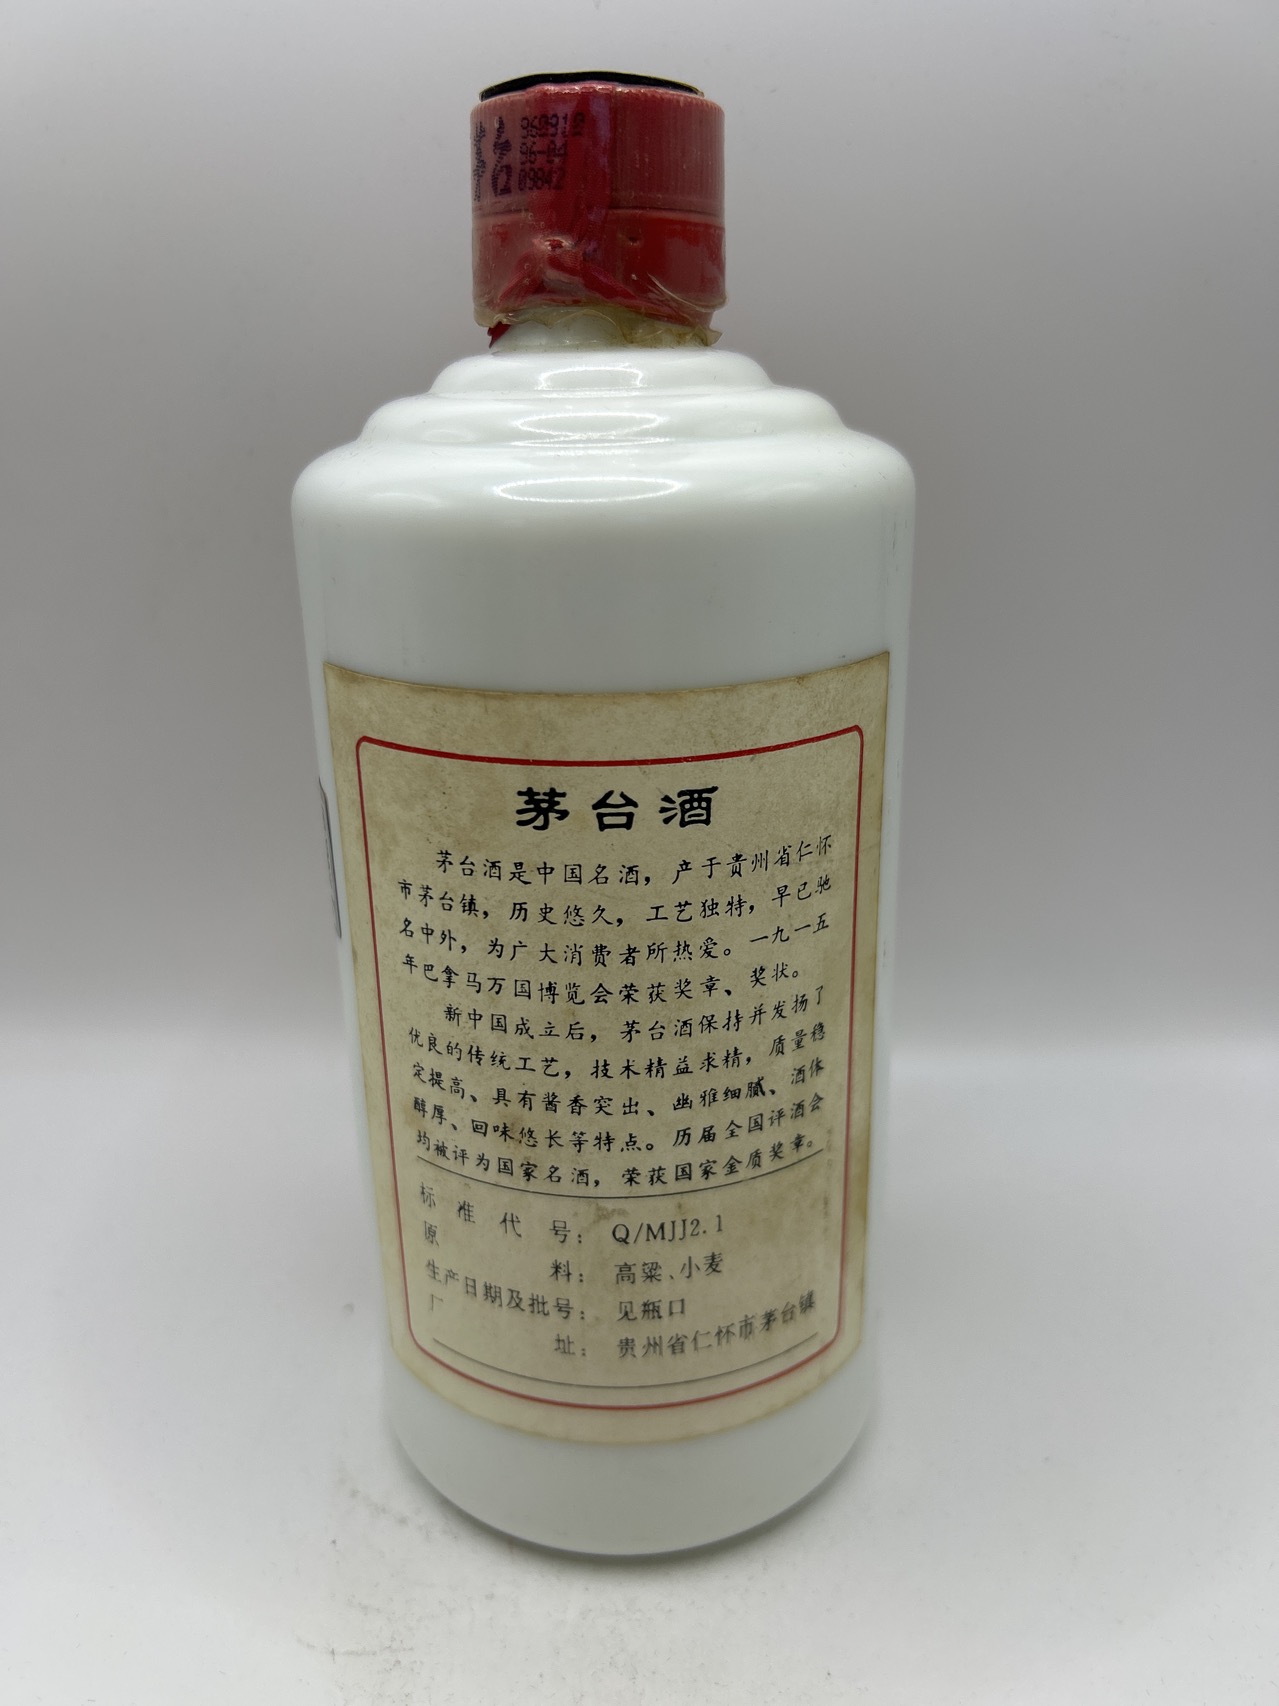 茅台
960910
96-04
09842
茅台酒
茅台酒是中国名酒，产于贵州省仁怀
市茅台镇，历史悠久，工艺独特，早已驰
名中外，为广大消费者所热爱。一九一五
年巴拿马万国博览会荣获奖章、奖状。
新中国成立后，茅台酒保持并发扬了
优良的传统工艺，技术精益求精，质量稳
定提高、具有酱香突出、幽雅细腻、酒体
醇厚、回味悠长等特点。历届全国评酒会
均被评为国家名酒，荣获国家金质奖章。
标准代号：Q/MJJ2.1
原料：高粱、小麦
生产日期及批号：见瓶口
厂址：贵州省仁怀市茅台镇